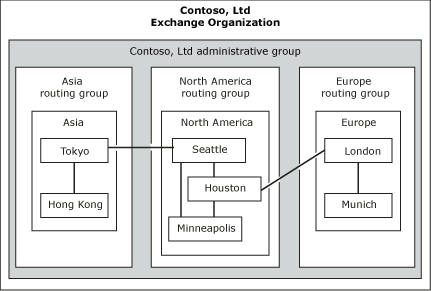 Contoso, Ltd
Exchange Organization
Contoso, Ltd administrative group
Asia
routing group
North America
routing group
Europe
routing group
Asia
Tokyo
Hong Kong
North America
Seattle
Houston
Minneapolis
Europe
London
Munich